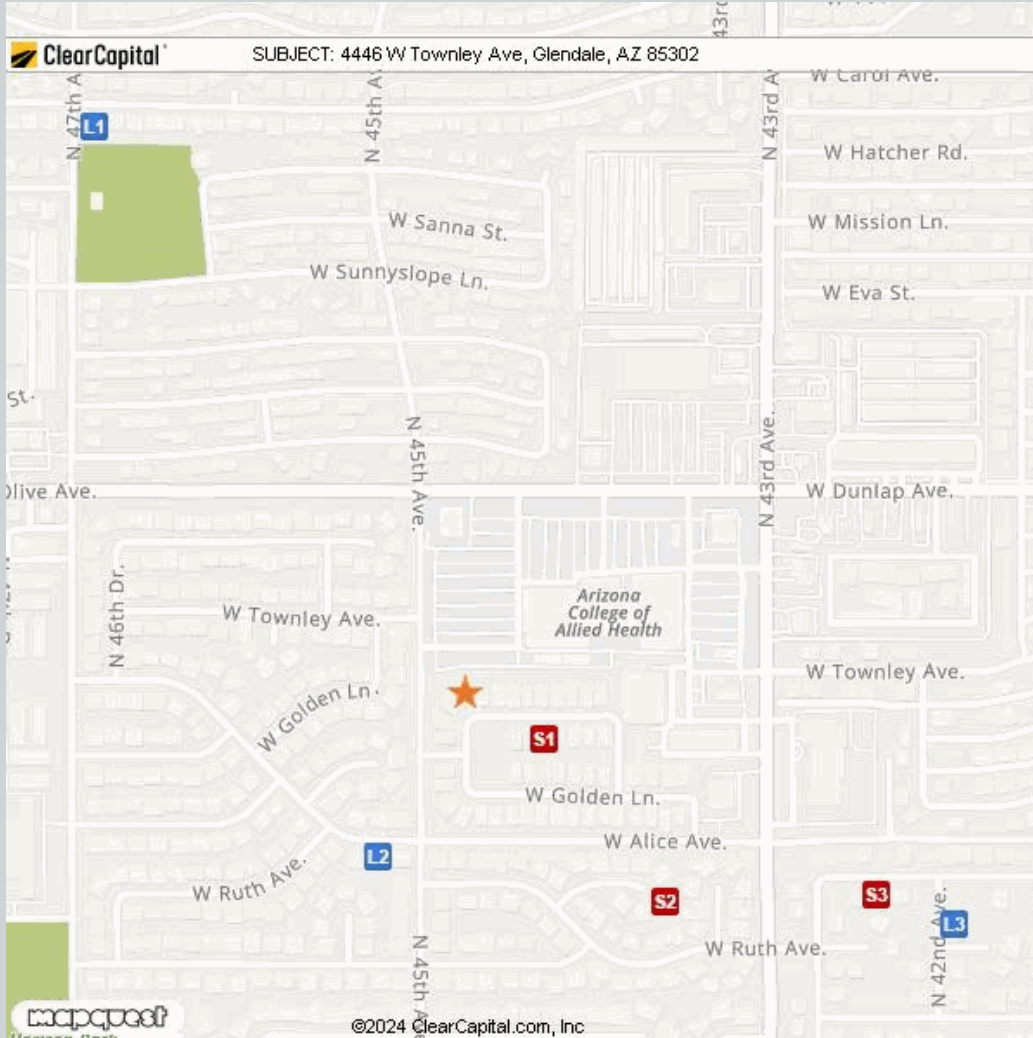 ClearCapital
SUBJECT: 4446 W Townley Ave, Glendale, AZ 85302
N 43rd A
W Carol Ave.
N 47th A
L1
N 45th Av
W Hatcher Rd.
W Sanna St.
W Mission Ln.
W Sunnyslope Ln.
W Eva St.
St.
N 45th Ave.
N 43rd Ave.
Olive Ave.
W Dunlap Ave.
Arizona
College of
Allied Health
N 46th Dr.
W Townley Ave.
W Townley Ave.
W Golden Ln.
S1
W Golden Ln.
W Alice Ave.
L2
W Ruth Ave.
S2
S3
L3
N 42nd Ave.
W Ruth Ave.
N 45th Av
mapquest
©2024 ClearCapital.com, Inc